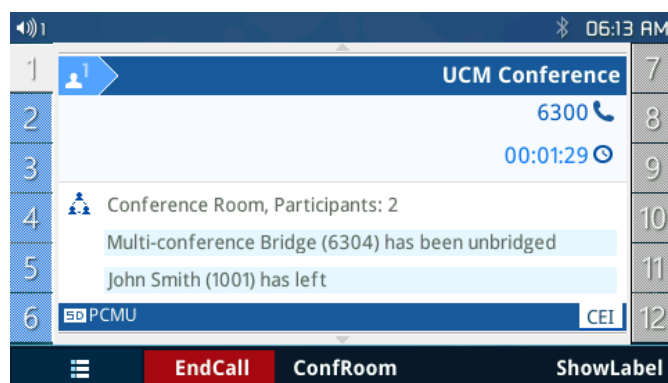 1 06:13 AM
1 1 UCM Conference 7
2 6300 8
3 00:01:29 9
4 Conference Room, Participants: 2 10
Multi-conference Bridge (6304) has been unbridged
5 John Smith (1001) has left 11
6 SD PCMU CEI 12
EndCall ConfRoom ShowLabel